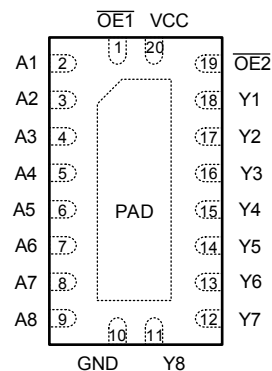 OE1 VCC
1 20
A1 2 19 OE2
A2 3 18 Y1
A3 4 17 Y2
A4 5 16 Y3
A5 6 PAD 15 Y4
A6 7 14 Y5
A7 8 13 Y6
A8 9 12 Y7
10 11
GND Y8